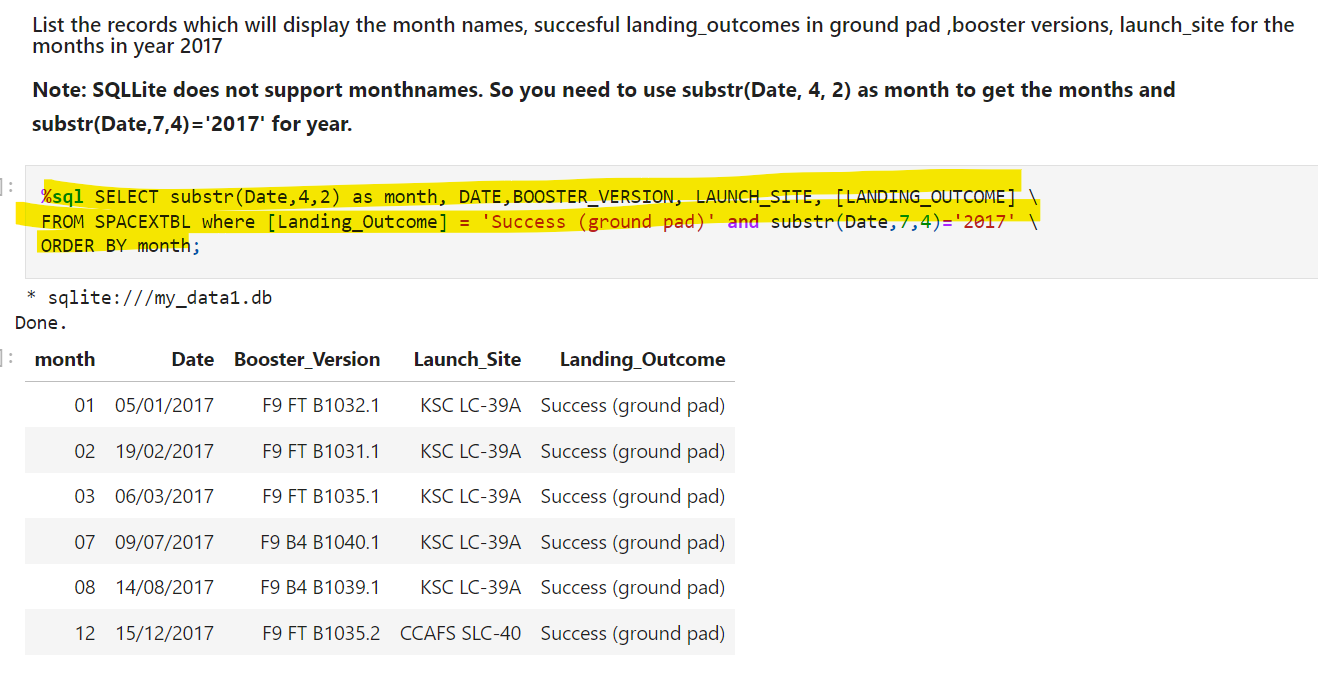 List the records which will display the month names, succesful landing_outcomes in ground pad ,booster versions, launch_site for the
months in year 2017
Note: SQLLite does not support monthnames. So you need to use substr(Date, 4, 2) as month to get the months and
substr(Date,7,4)='2017' for year.
]:
%sql SELECT substr(Date,4,2) as month, DATE,BOOSTER_VERSION, LAUNCH_SITE, [LANDING_OUTCOME] \
FROM SPACEXTBL where [Landing_Outcome] = 'Success (ground pad)' and substr(Date,7,4)='2017' \
ORDER BY month;
* sqlite:///my_data1.db
Done.
]:
month Date Booster_Version Launch_Site Landing_Outcome
01 05/01/2017 F9 FT B1032.1 KSC LC-39A Success (ground pad)
02 19/02/2017 F9 FT B1031.1 KSC LC-39A Success (ground pad)
03 06/03/2017 F9 FT B1035.1 KSC LC-39A Success (ground pad)
07 09/07/2017 F9 B4 B1040.1 KSC LC-39A Success (ground pad)
08 14/08/2017 F9 B4 B1039.1 KSC LC-39A Success (ground pad)
12 15/12/2017 F9 FT B1035.2 CCAFS SLC-40 Success (ground pad)